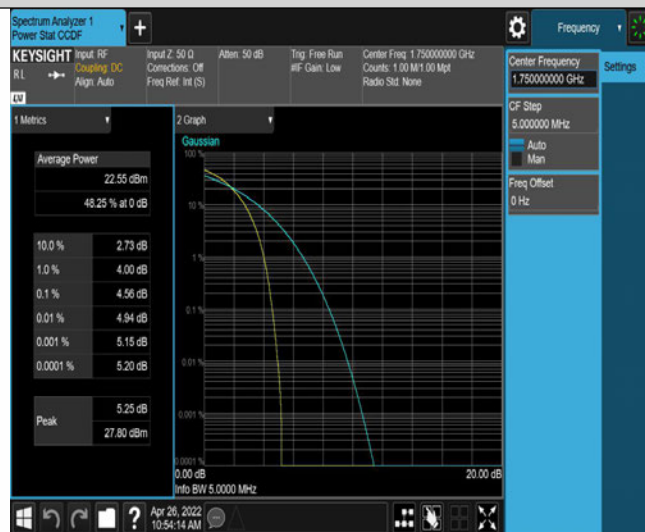 Spectrum Analyzer 1
Power Stat CCDF
Frequency
KEYSIGHT
RL
LXI
Input: RF
Coupling: DC
Align: Auto
Input Z: 50 Ω
Corrections: Off
Freq Ref: Int (S)
Atten: 50 dB
Trig: Free Run
#IF Gain: Low
Center Freq: 1.750000000 GHz
Counts: 1.00 M/1.00 Mpt
Radio Std: None
Center Frequency
1.750000000 GHz
Settings
CF Step
5.000000 MHz
Auto
Man
Freq Offset
0 Hz
1 Metrics
Average Power
22.55 dBm
48.25 % at 0 dB
10.0 % 2.73 dB
1.0 % 4.00 dB
0.1 % 4.56 dB
0.01 % 4.94 dB
0.001 % 5.15 dB
0.0001 % 5.20 dB
Peak
5.25 dB
27.80 dBm
2 Graph
Gaussian
100 %
10 %
1 %
0.1 %
0.01 %
0.001 %
0.0001 %
0.00 dB
20.00 dB
Info BW 5.0000 MHz
?
Apr 26, 2022
10:54:14 AM